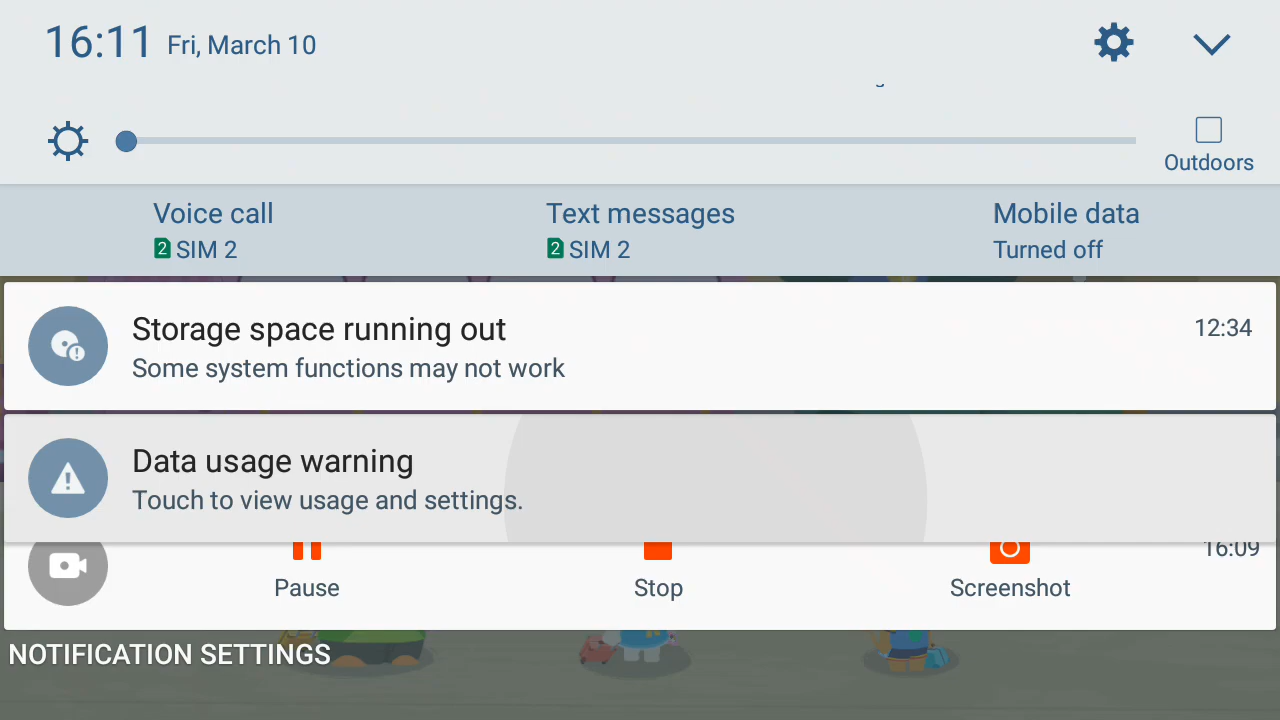 16:11 Fri, March 10
Outdoors
Voice call
Text messages
Mobile data
2 SIM 2
2 SIM 2
Turned off
Storage space running out
12:34
Some system functions may not work
Data usage warning
Touch to view usage and settings.
16:09
Pause
Stop
Screenshot
NOTIFICATION SETTINGS